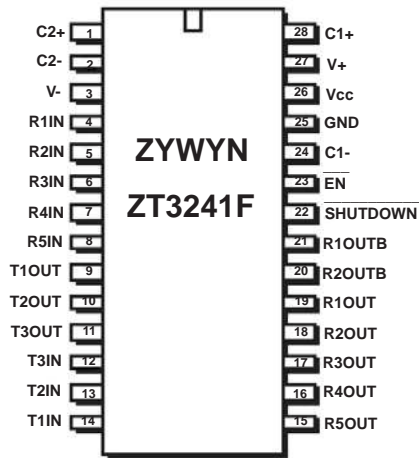 C2+ 1 28 C1+
C2- 2 27 V+
V- 3 26 Vcc
R1IN 4 25 GND
R2IN 5 24 C1-
R3IN 6 23 EN
R4IN 7 22 SHUTDOWN
R5IN 8 21 R1OUTB
T1OUT 9 20 R2OUTB
T2OUT 10 19 R1OUT
T3OUT 11 18 R2OUT
T3IN 12 17 R3OUT
T2IN 13 16 R4OUT
T1IN 14 15 R5OUT
ZYWYN
ZT3241F